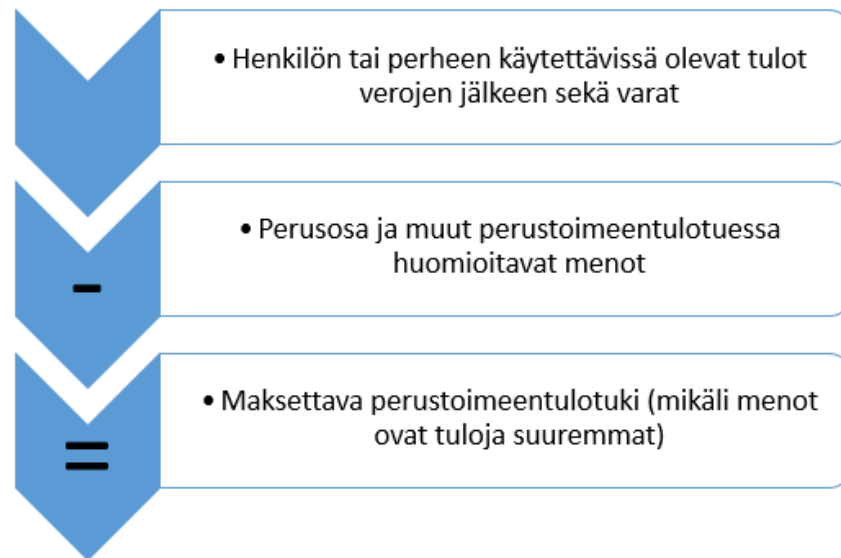 • Henkilön tai perheen käytettävissä olevat tulot
verojen jälkeen sekä varat
-
• Perusosa ja muut perustoimeentulotuessa
huomioitavat menot
=
• Maksettava perustoimeentulotuki (mikäli menot
ovat tuloja suuremmat)